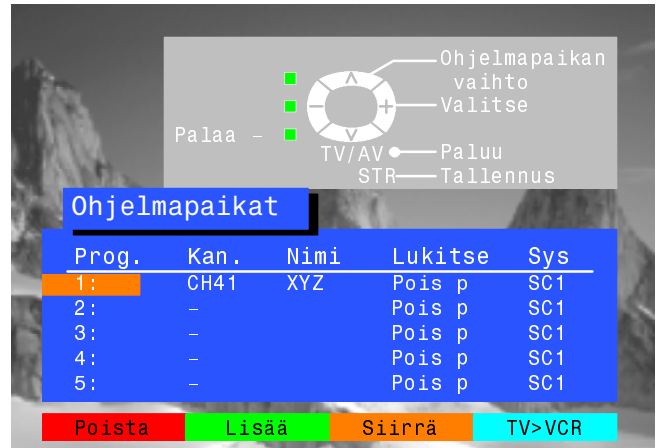 Ohjelmapaikan
vaihto
Valitse
Palaa -
TV/AV Paluu
STR Tallennus
Ohjelmapaikat
Prog. Kan. Nimi Lukitse Sys
1: CH41 XYZ Pois p SC1
2: - Pois p SC1
3: - Pois p SC1
4: - Pois p SC1
5: - Pois p SC1
Poista Lisää Siirrä TV>VCR